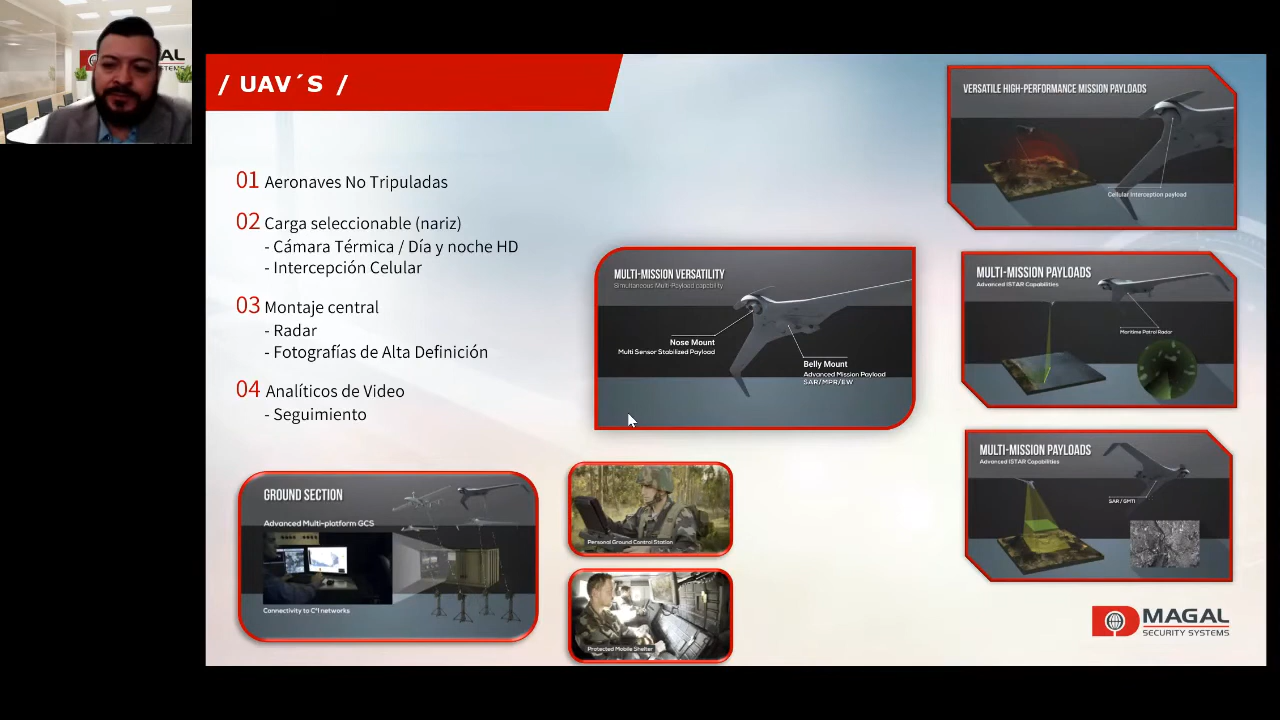 AL
SYSTEMS
/ UAV´S /
01 Aeronaves No Tripuladas
02 Carga seleccionable (nariz)
- Cámara Térmica / Día y noche HD
- Intercepción Celular
03 Montaje central
- Radar
- Fotografías de Alta Definición
04 Analíticos de Video
- Seguimiento
MULTI-MISSION VERSATILITY
Simultaneous Multi-Payload capability
Nose Mount
Multi Sensor Stabilized Payload
Belly Mount
Advanced Mission Payload
SAR/MPR/EW
VERSATILE HIGH-PERFORMANCE MISSION PAYLOADS
Cellular Interception payload
MULTI-MISSION PAYLOADS
Advanced ISTAR Capabilities
Maritime Patrol Radar
MULTI-MISSION PAYLOADS
Advanced ISTAR Capabilities
SAR / GMTI
GROUND SECTION
Advanced Multi-platform GCS
Connectivity to C⁴I networks
Personal Ground Control Station
Protected Mobile Shelter
MAGAL
SECURITY SYSTEMS